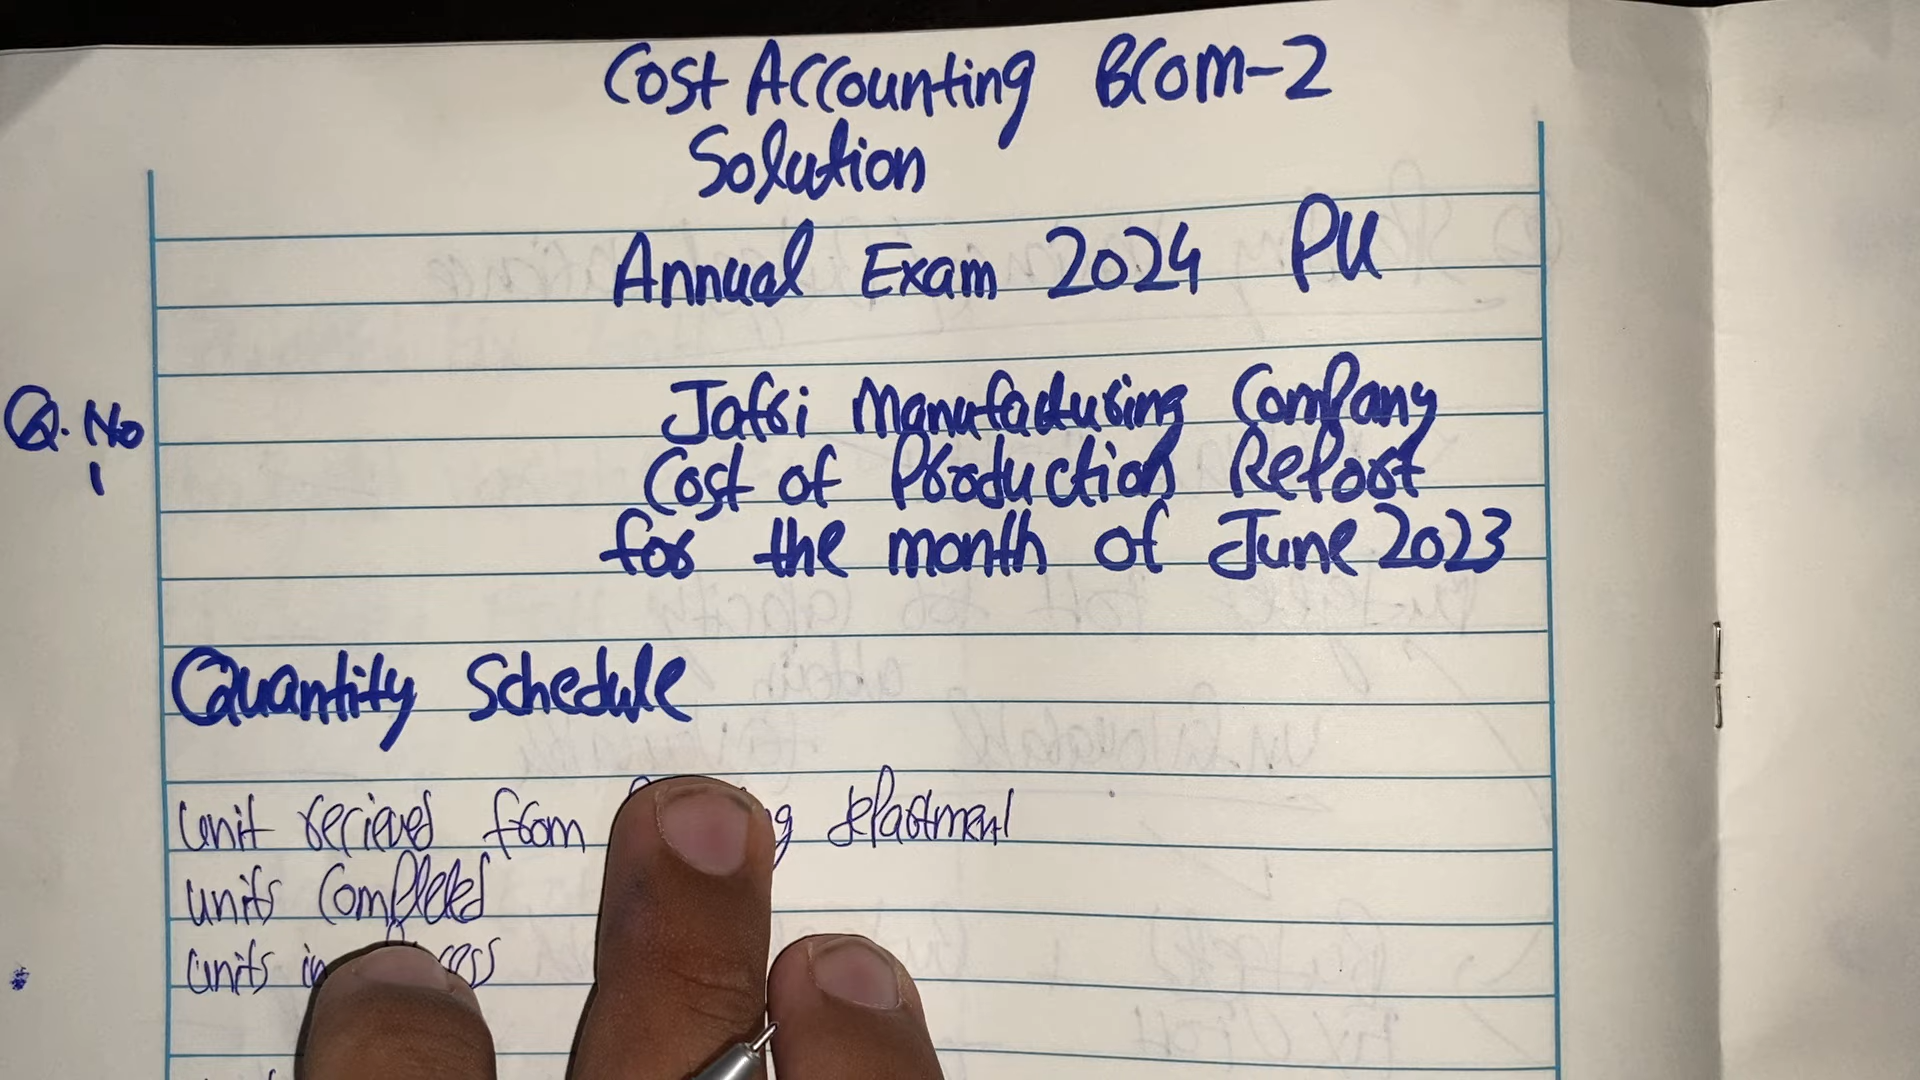 Cost Accounting BCOM-2
Solution
Annual Exam 2024 PU
Q. No
1
Jafri Manufacturing Company
Cost of Production Report
for the month of June 2023
Quantity Schedule
unit recieved from department
units Completed
units in